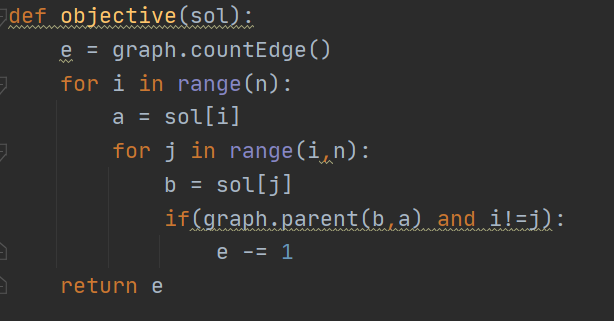 def objective(sol):
    e = graph.countEdge()
    for i in range(n):
        a = sol[i]
        for j in range(i,n):
            b = sol[j]
            if(graph.parent(b,a) and i!=j):
                e -= 1
    return e